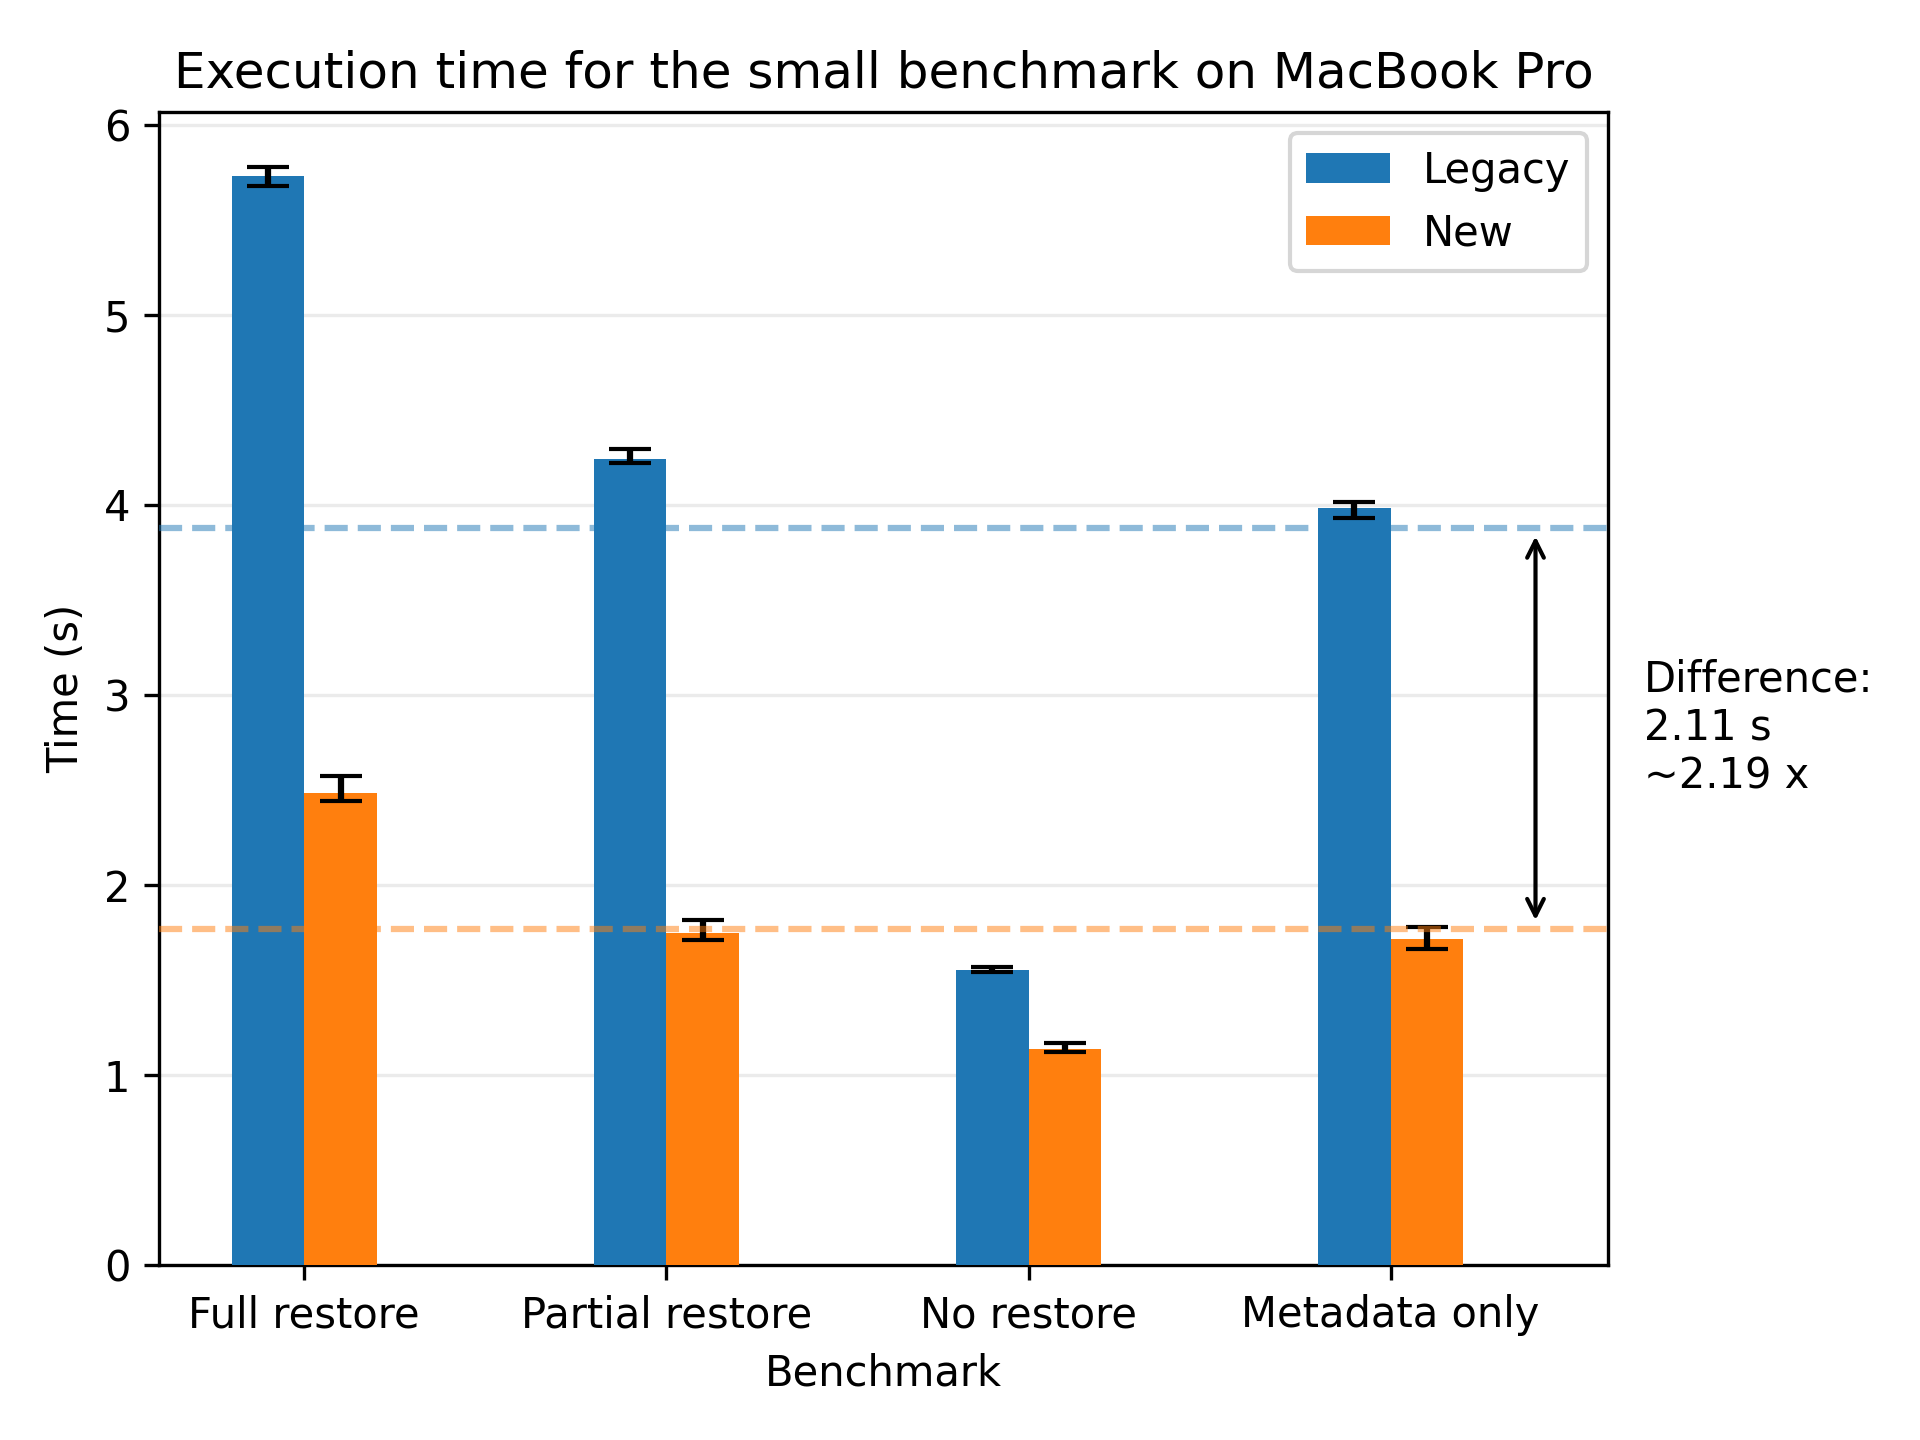 Execution time for the small benchmark on MacBook Pro
6
5
4
3
2
1
0
Time (s)
Legacy
New
Difference:
2.11 s
~2.19 x
Full restore
Partial restore
No restore
Metadata only
Benchmark